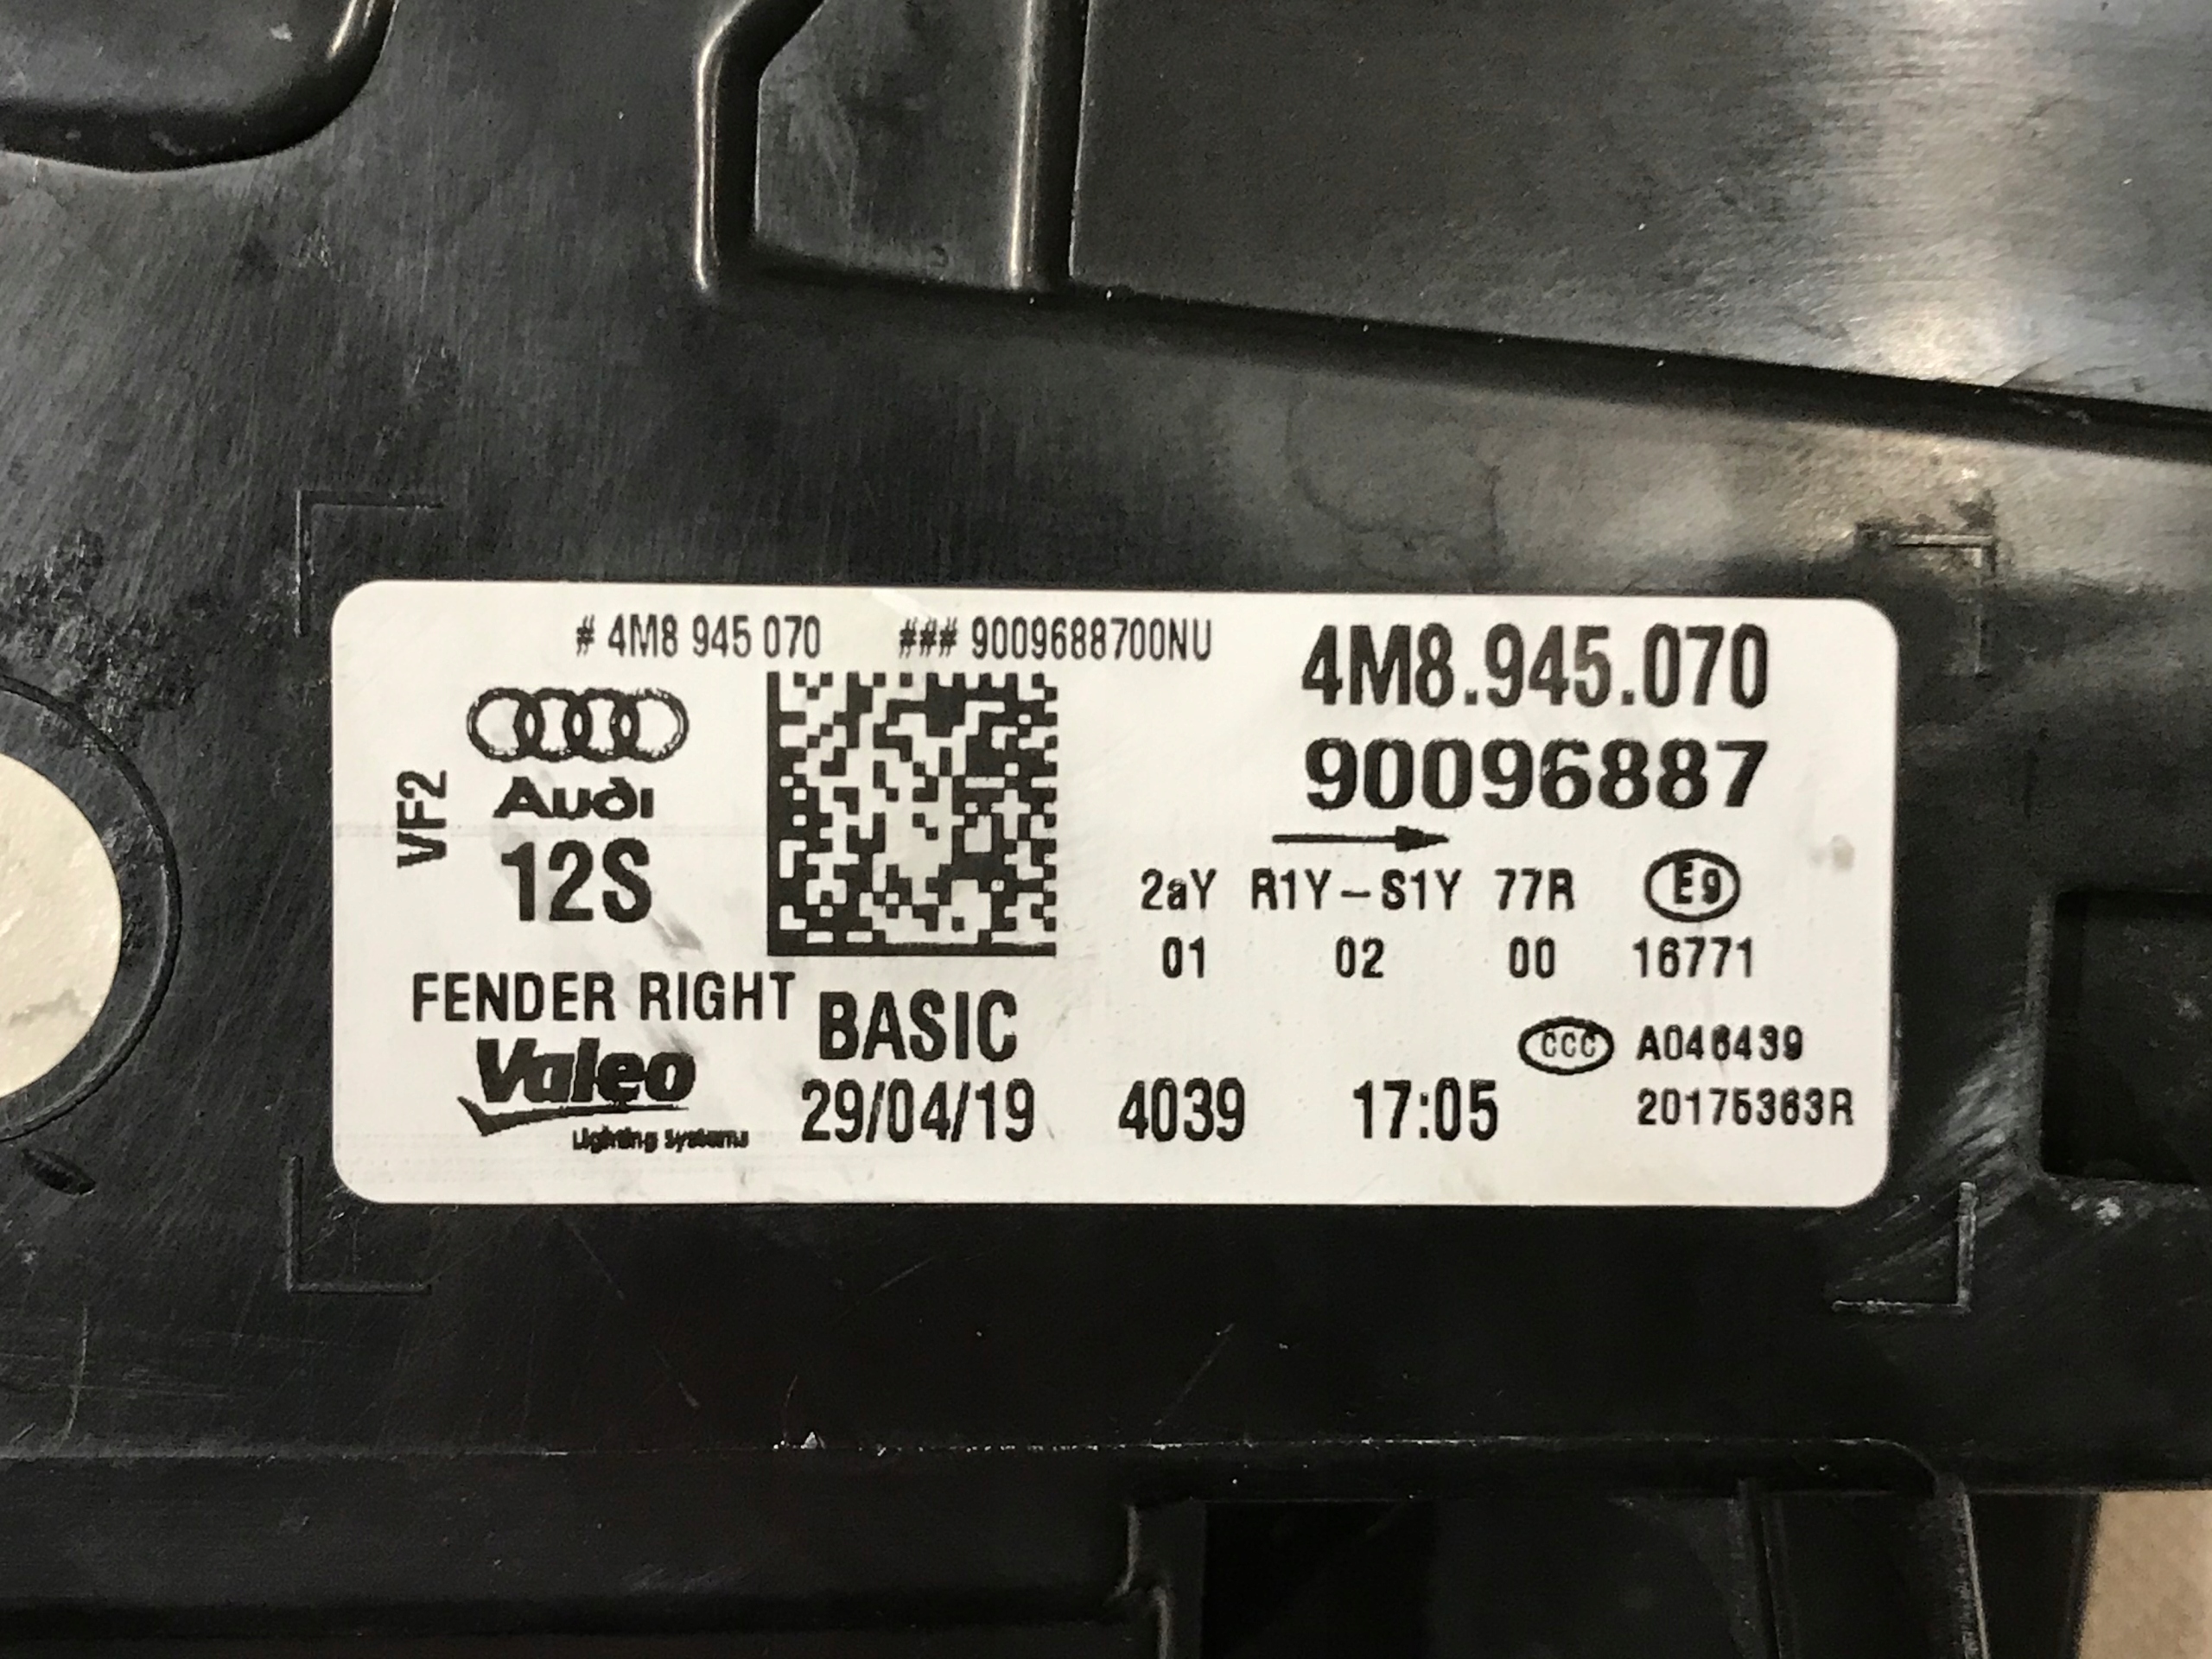 # 4M8 945 070 ### 9009688700NU
4M8.945.070
90096887
VF2
Audi
12S
2aY R1Y-S1Y 77R E9
01 02 00 16771
FENDER RIGHT
BASIC
Valeo
Lighting Systems
CCC A046439
29/04/19 4039 17:05
20175363R